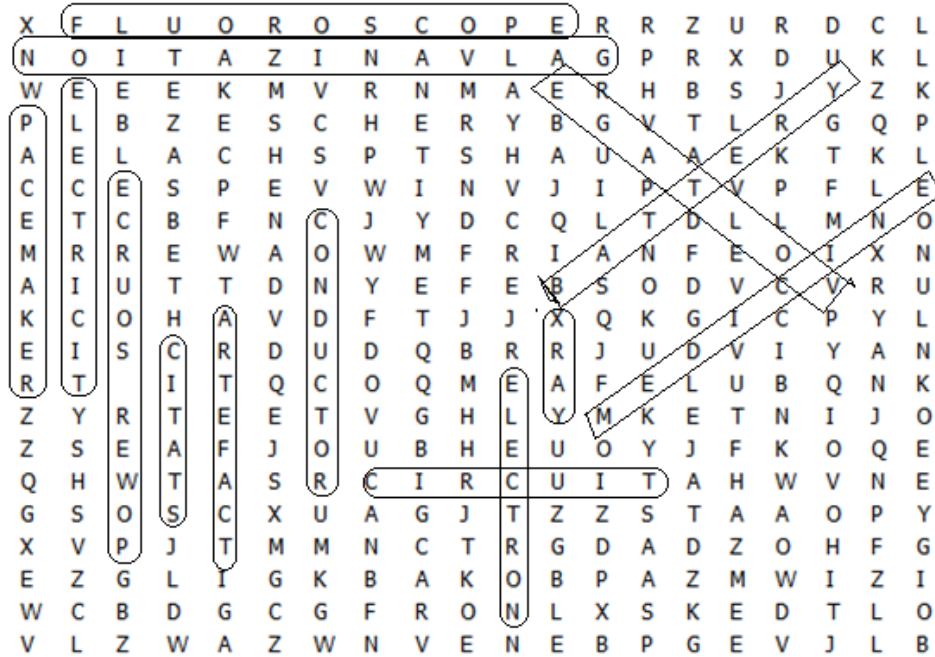 X F L U O R O S C O P E R R Z U R D C L
N O I T A Z I N A V L A G P R X D U K L
W E E E K M V R N M A E R H B S J Y Z K
P L B Z E S C H E R Y B G V T L R G Q P
A E L A C H S P T S H A U A A E K T K L
C C E S P E V W I N V J I P T V P F L E
E T C B F N C J Y D C Q L T D L L M N O
M R R E W A O W M F R I A N F E O I X N
A I U T T D N Y E F E B S O D V C V R U
K C O H A V D F T J J X Q K G I C P Y L
E I S C R D U D Q B R R J U D V I Y A N
R T I T Q C O Q M E A F E L U B Q N K
Z Y R T E E T V G H L Y M K E T N I J O
Z S E A F J O U B H E U O Y J F K O Q E
Q H W T A S R C I R C U I T A H W V N E
G S O S C X U A G J T Z Z S T A A O P Y
X V P J T M M N C T R G D A D Z O H F G
E Z G L I G K B A K O B P A Z M W I Z I
W C B D G C G F R O N L X S K E D T L O
V L Z W A Z W N V E N E B P G E V J L B